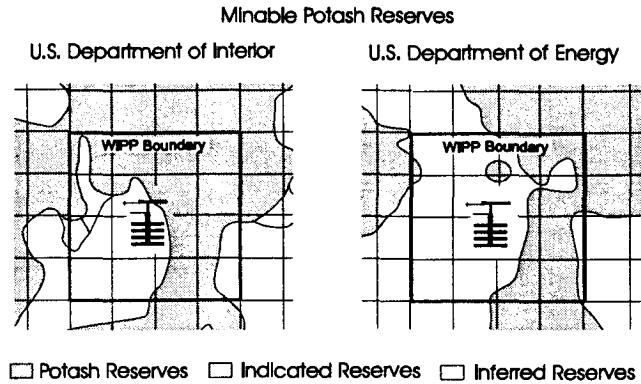 Minable Potash Reserves
U.S. Department of Interior
U.S. Department of Energy
WIPP Boundary
WIPP Boundary
Potash Reserves
Indicated Reserves
Inferred Reserves